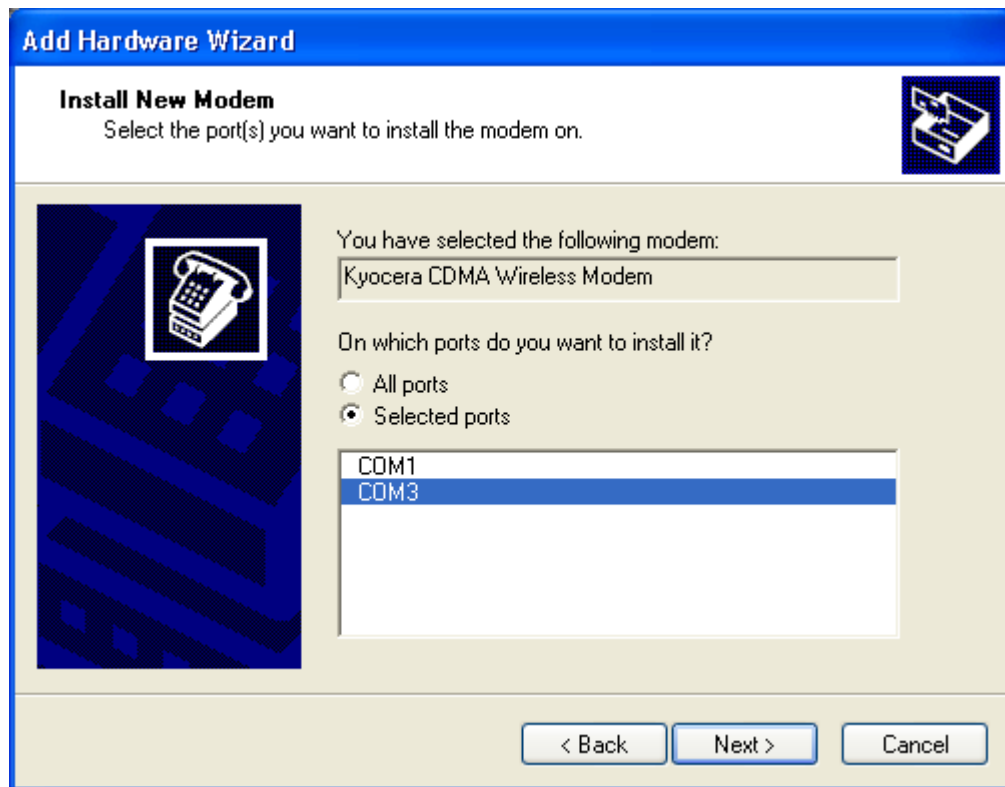 Add Hardware Wizard
Install New Modem
Select the port(s) you want to install the modem on.
You have selected the following modem:
Kyocera CDMA Wireless Modem
On which ports do you want to install it?
All ports
Selected ports
COM1
COM3
< Back Next > Cancel